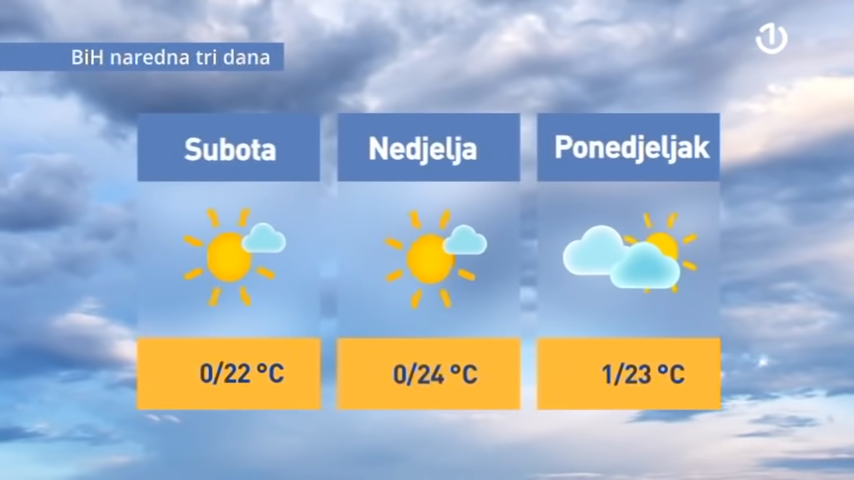 BiH naredna tri dana
Subota
Nedjelja
Ponedjeljak
0/22 °C
0/24 °C
1/23 °C